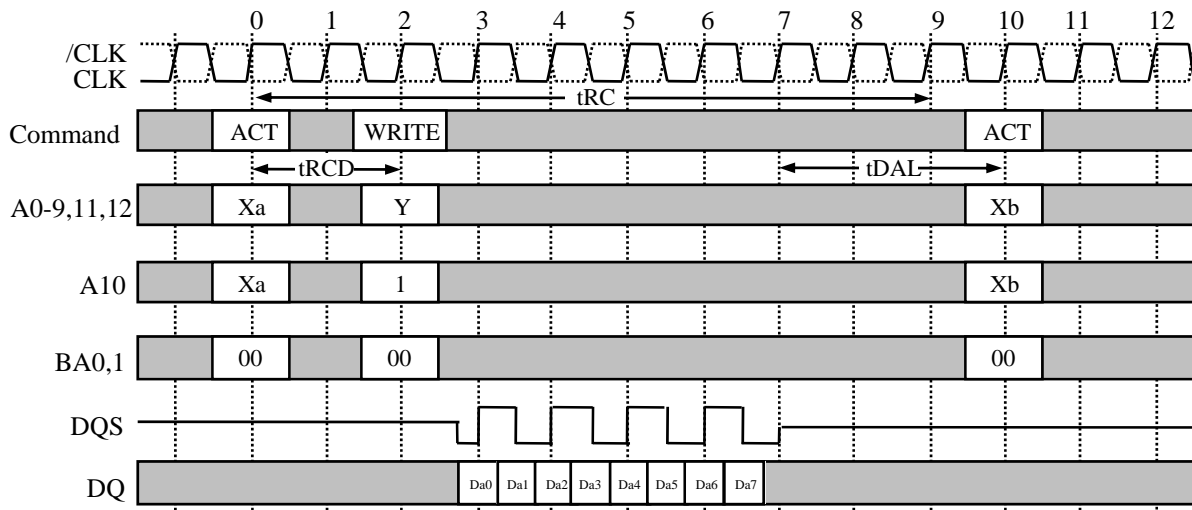 0 1 2 3 4 5 6 7 8 9 10 11 12
/CLK
CLK
tRC
Command ACT WRITE ACT
tRCD tDAL
A0-9,11,12 Xa Y Xb
A10 Xa 1 Xb
BA0,1 00 00 00
DQS
DQ Da0 Da1 Da2 Da3 Da4 Da5 Da6 Da7